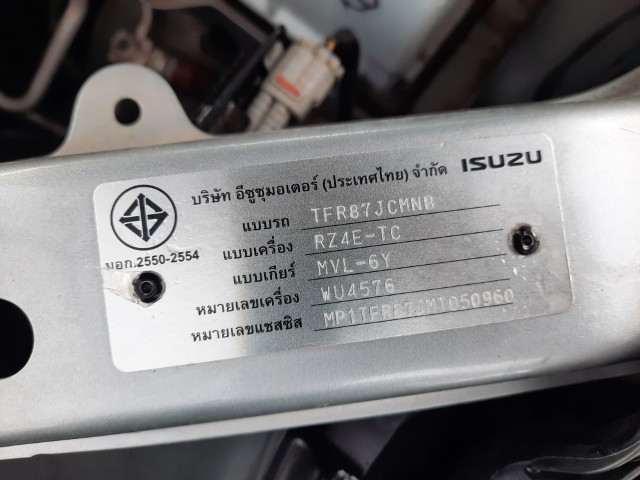 บริษัท อีซูซุมอเตอร์ (ประเทศไทย) จำกัด ISUZU
แบบรถ TFR87JCMNB
แบบเครื่อง RZ4E-TC
มอก.2550-2554
แบบเกียร์ MVL-6Y
หมายเลขเครื่อง WU4576
หมายเลขแชสซิส MP1TFR87JMT050960